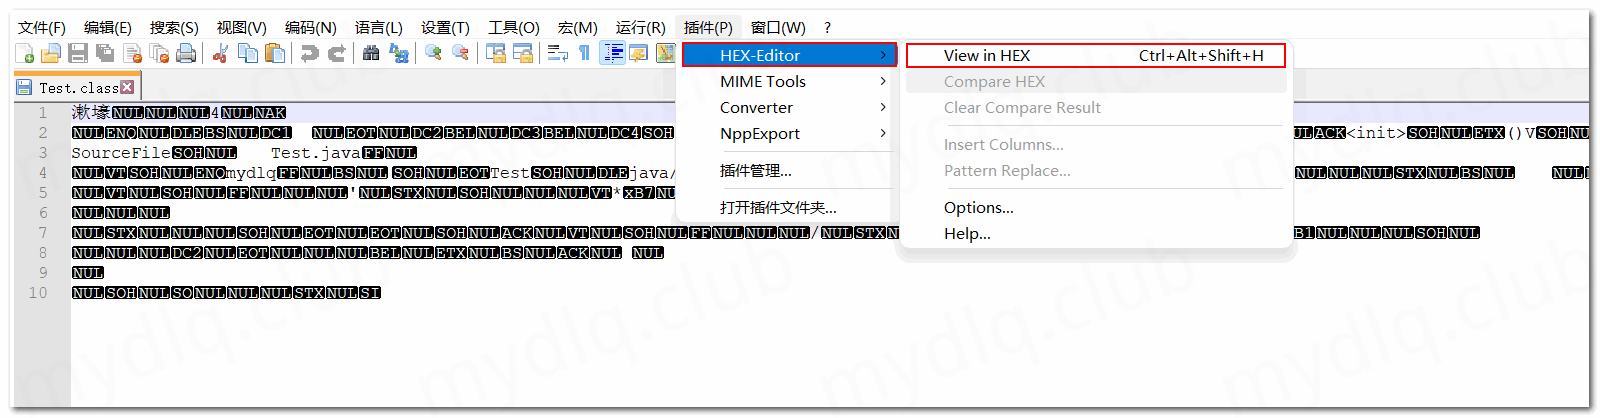 文件(F) 编辑(E) 搜索(S) 视图(V) 编码(N) 语言(L) 设置(T) 工具(O) 宏(M) 运行(R) 插件(P) 窗口(W) ?
Test.class
HEX-Editor
MIME Tools
Converter
NppExport
插件管理...
打开插件文件夹...
View in HEX Ctrl+Alt+Shift+H
Compare HEX
Clear Compare Result
Insert Columns...
Pattern Replace...
Options...
Help...
1 漖壕NULNULNUL4NULNAK
2 NULENQNULDLEBSNULDC1 NULEOTNULDC2BELNULDC3BELNULDC4SOH ULACK<init>SOHNULETX()VSOHNU
3 SourceFileSOHNUL Test.javaFFNUL
4 NULVTSOHNULENQmydlqFFNULBSNUL SOHNULEOTTestSOHNULDLEjava/ NULNULNULSTXNULBSNUL
5 NULVTNULSOHNULFFNULNULNUL'NULSTXNULSOHNULNULNULVT*xB7NU
6 NULNULNUL
7 NULSTXNULNULNULSOHNULEOTNULEOTNULSOHNULACKNULVTNULSOHNULFFNULNULNUL/NULSTX B1NULNULNULSOHNUL
8 NULNULNULDC2NULEOTNULNULNULBELNULETXNULBSNULACKNUL NUL
9 NUL
10 NULSOHNULSONULNULNULSTXNULSI
mydlq.club